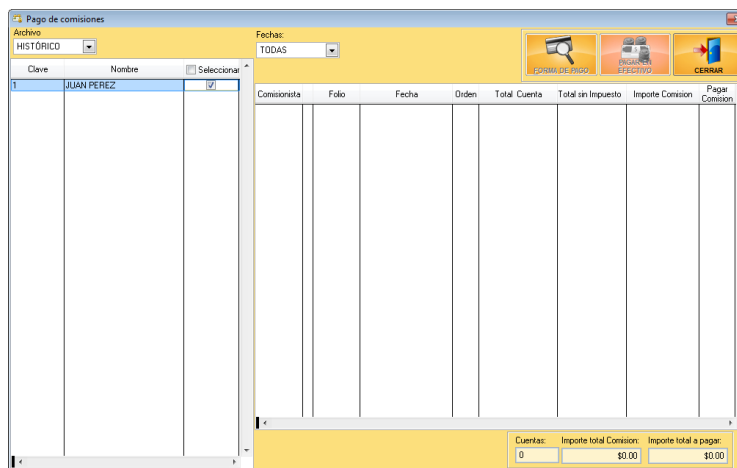 Pago de comisiones
Archivo
HISTÓRICO
Fechas:
TODAS
FORMA DE PAGO
PAGAR EN
EFECTIVO
CERRAR
Clave Nombre Seleccionar
1 JUAN PEREZ
Comisionista Folio Fecha Orden Total Cuenta Total sin Impuesto Importe Comision Pagar
Comision
Cuentas: Importe total Comision: Importe total a pagar:
0 $0.00 $0.00